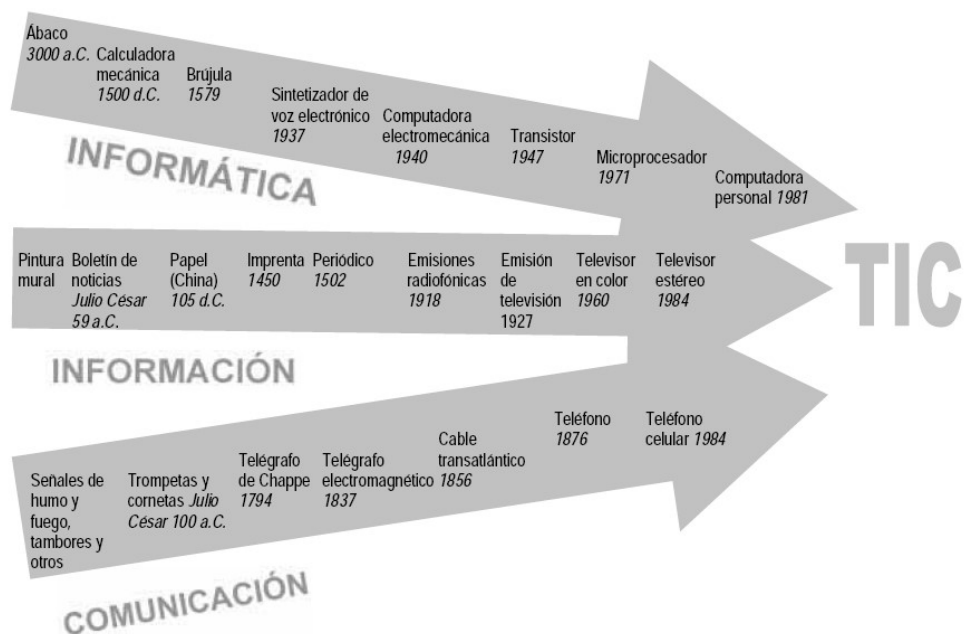 Ábaco
3000 a.C.
Calculadora
mecánica
1500 d.C.
Brújula
1579
Sintetizador de
voz electrónico
1937
Computadora
electromecánica
1940
Transistor
1947
Microprocesador
1971
Computadora
personal 1981
INFORMÁTICA
Pintura
mural
Boletín de
noticias
Julio César
59 a.C.
Papel
(China)
105 d.C.
Imprenta
1450
Periódico
1502
Emisiones
radiofónicas
1918
Emisión
de
televisión
1927
Televisor
en color
1960
Televisor
estéreo
1984
TIC
INFORMACIÓN
Señales de
humo y
fuego,
tambores y
otros
Trompetas y
cornetas Julio
César 100 a.C.
Telégrafo
de Chappe
1794
Telégrafo
electromagnético
1837
Cable
transatlántico
1856
Teléfono
1876
Teléfono
celular 1984
COMUNICACIÓN